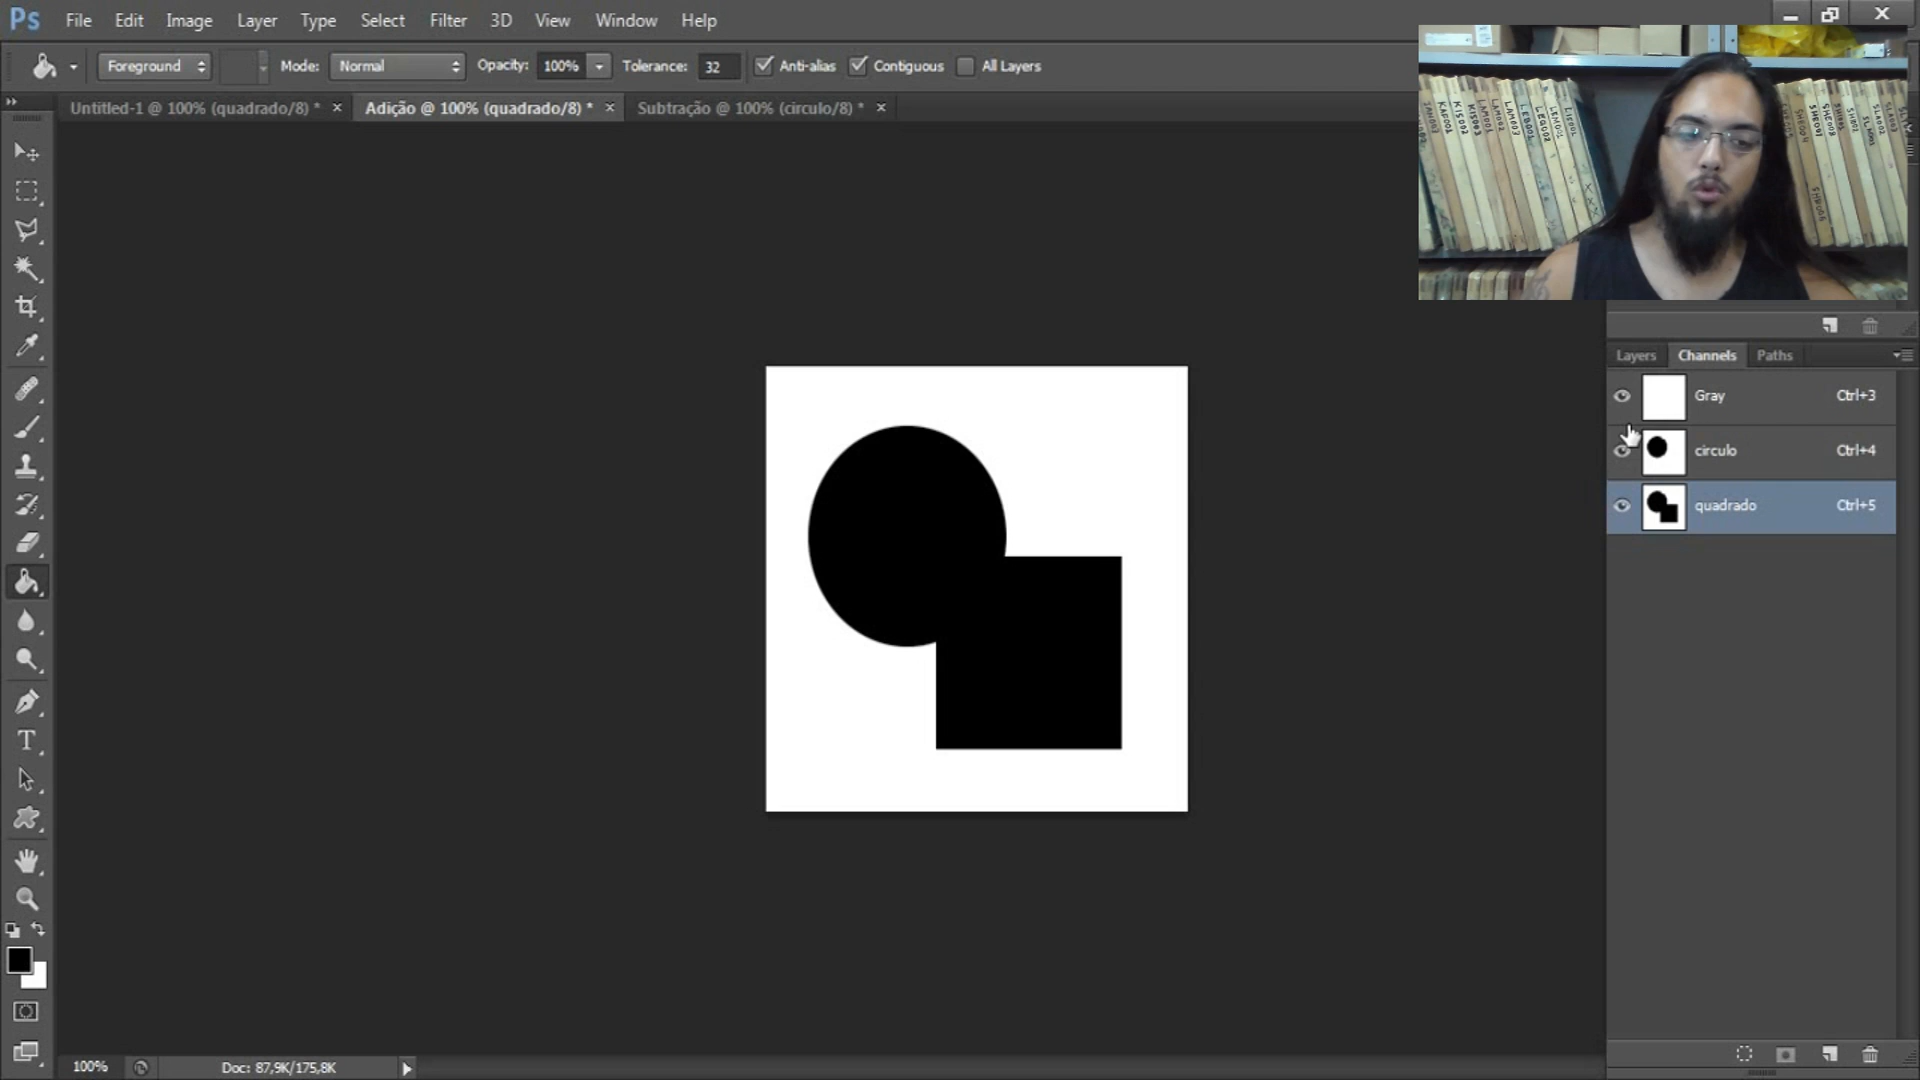 Ps File Edit Image Layer Type Select Filter 3D View Window Help
Foreground Mode: Normal Opacity: 100% Tolerance: 32 Anti-alias Contiguous All Layers
Untitled-1 @ 100% (quadrado/8) * × Adição @ 100% (quadrado/8) * × Subtração @ 100% (circulo/8) * ×
Layers Channels Paths
Gray Ctrl+3
circulo Ctrl+4
quadrado Ctrl+5
T
100% Doc: 87,9K/175,8K